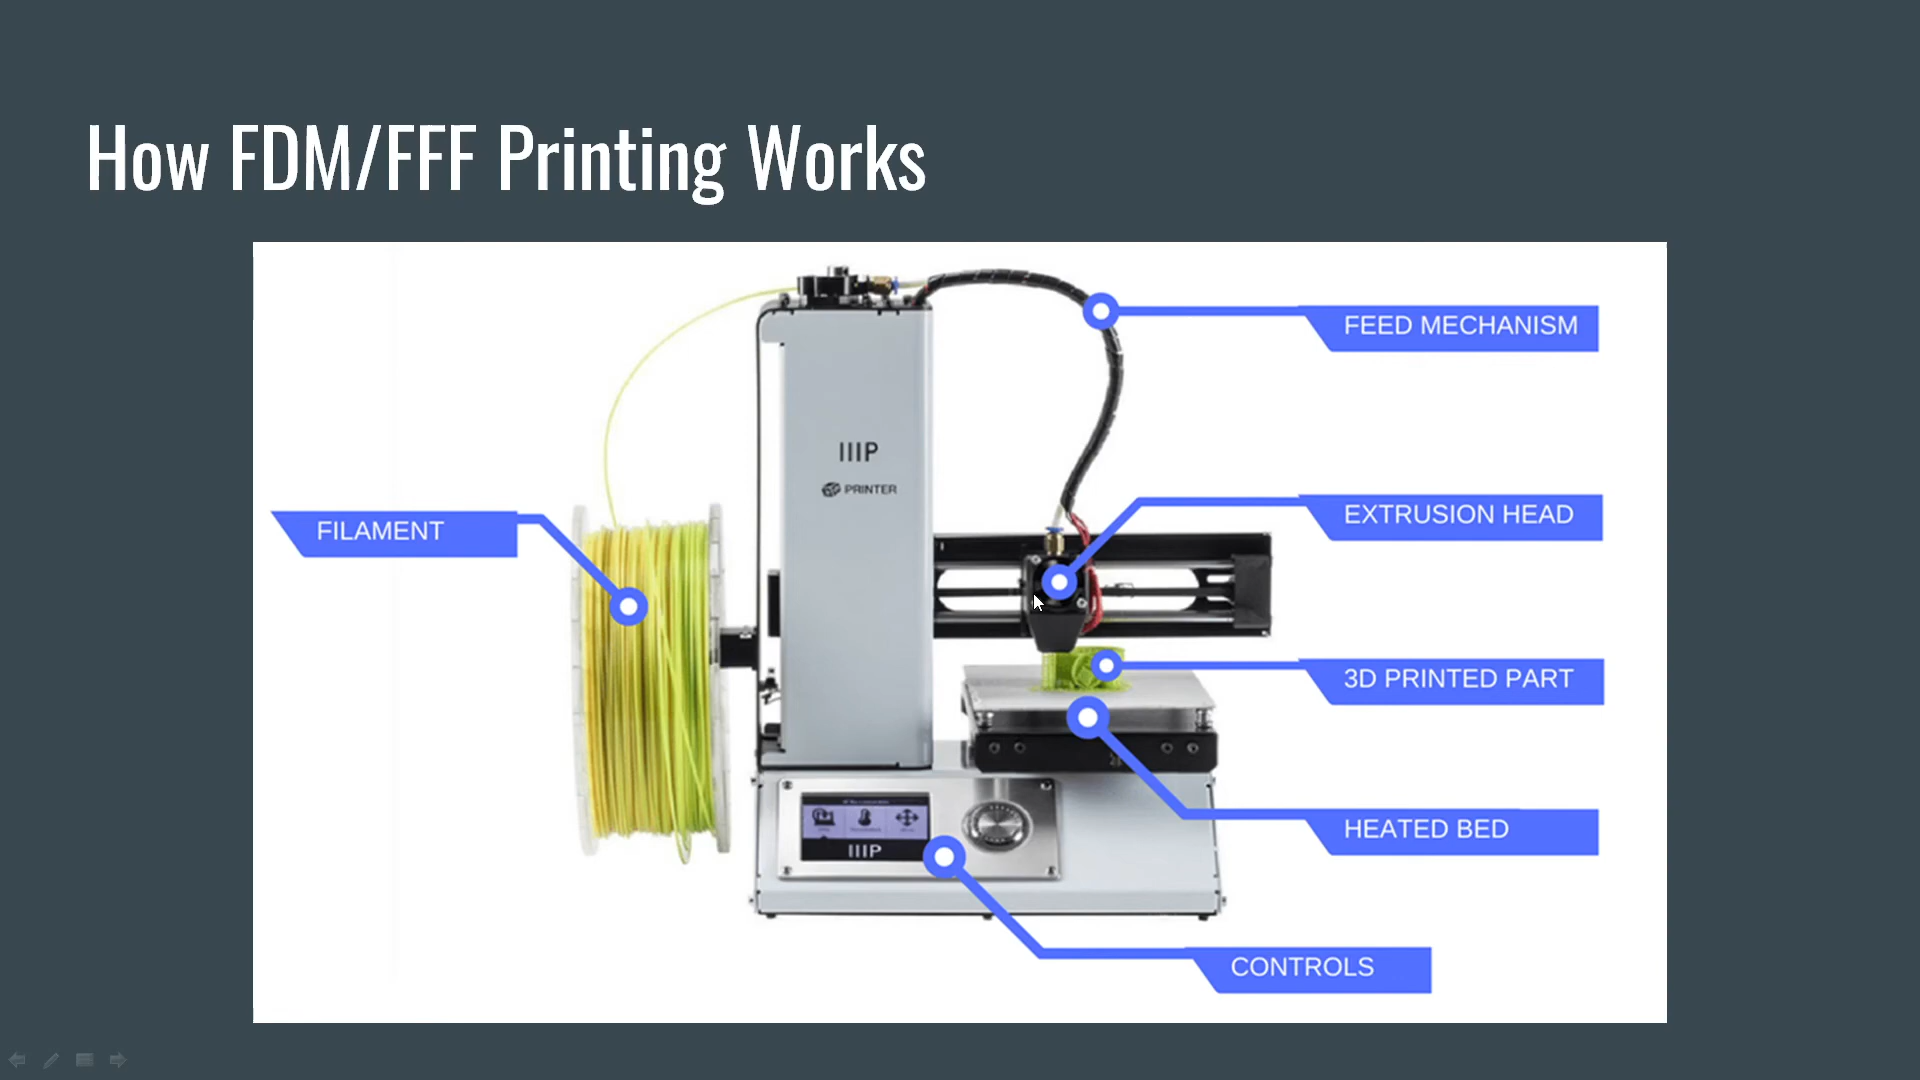 How FDM/FFF Printing Works
FEED MECHANISM
IIIP
PRINTER
EXTRUSION HEAD
FILAMENT
3D PRINTED PART
HEATED BED
IIIP
CONTROLS